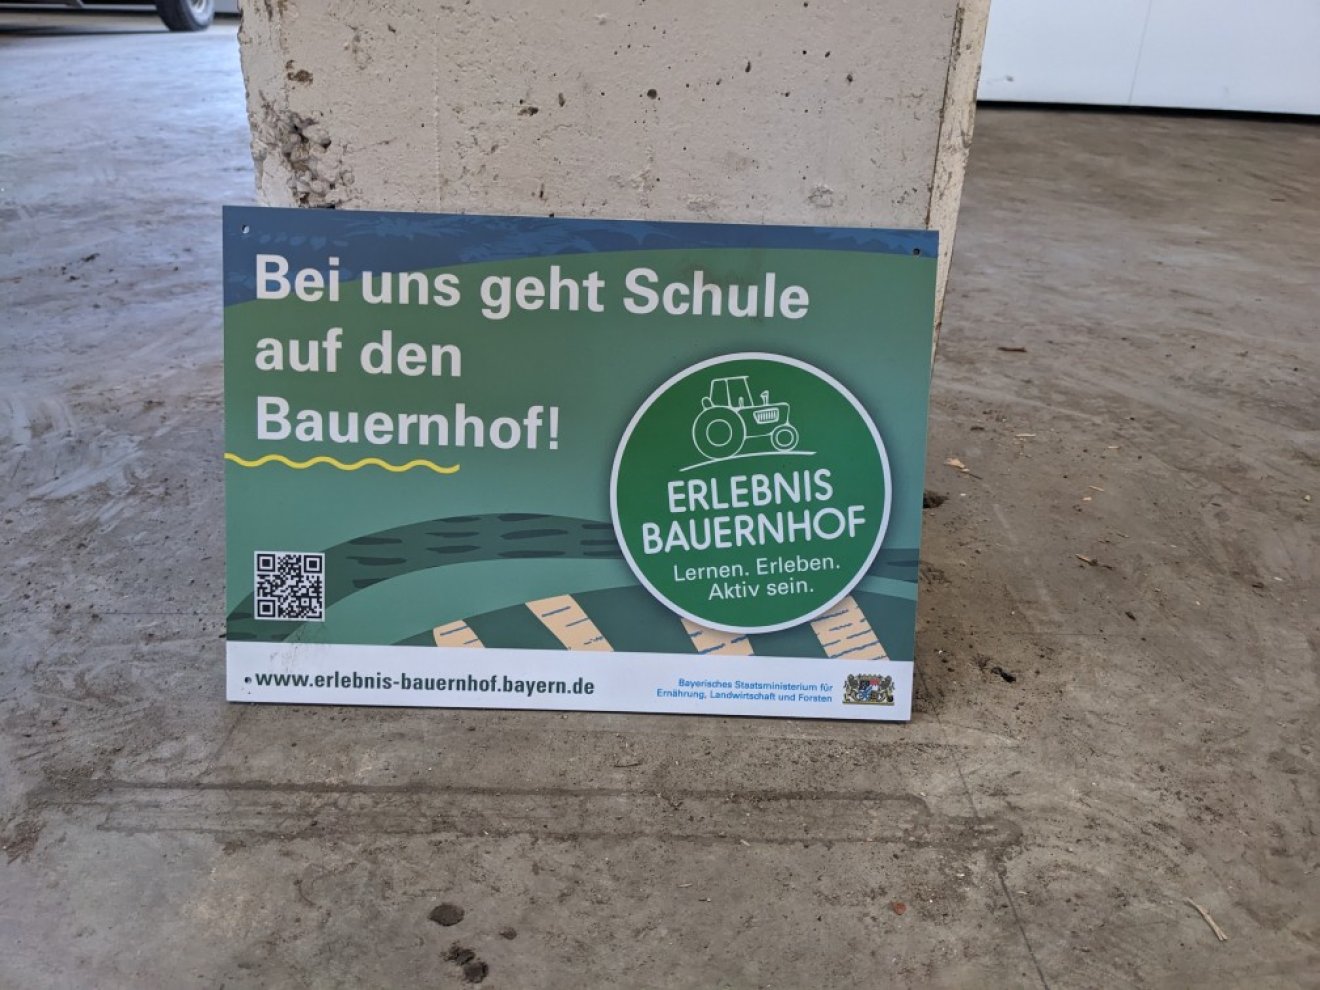 Bei uns geht Schule
auf den
Bauernhof!
ERLEBNIS
BAUERNHOF
Lernen. Erleben.
Aktiv sein.
www.erlebnis-bauernhof.bayern.de
Bayerisches Staatsministerium für
Ernährung, Landwirtschaft und Forsten